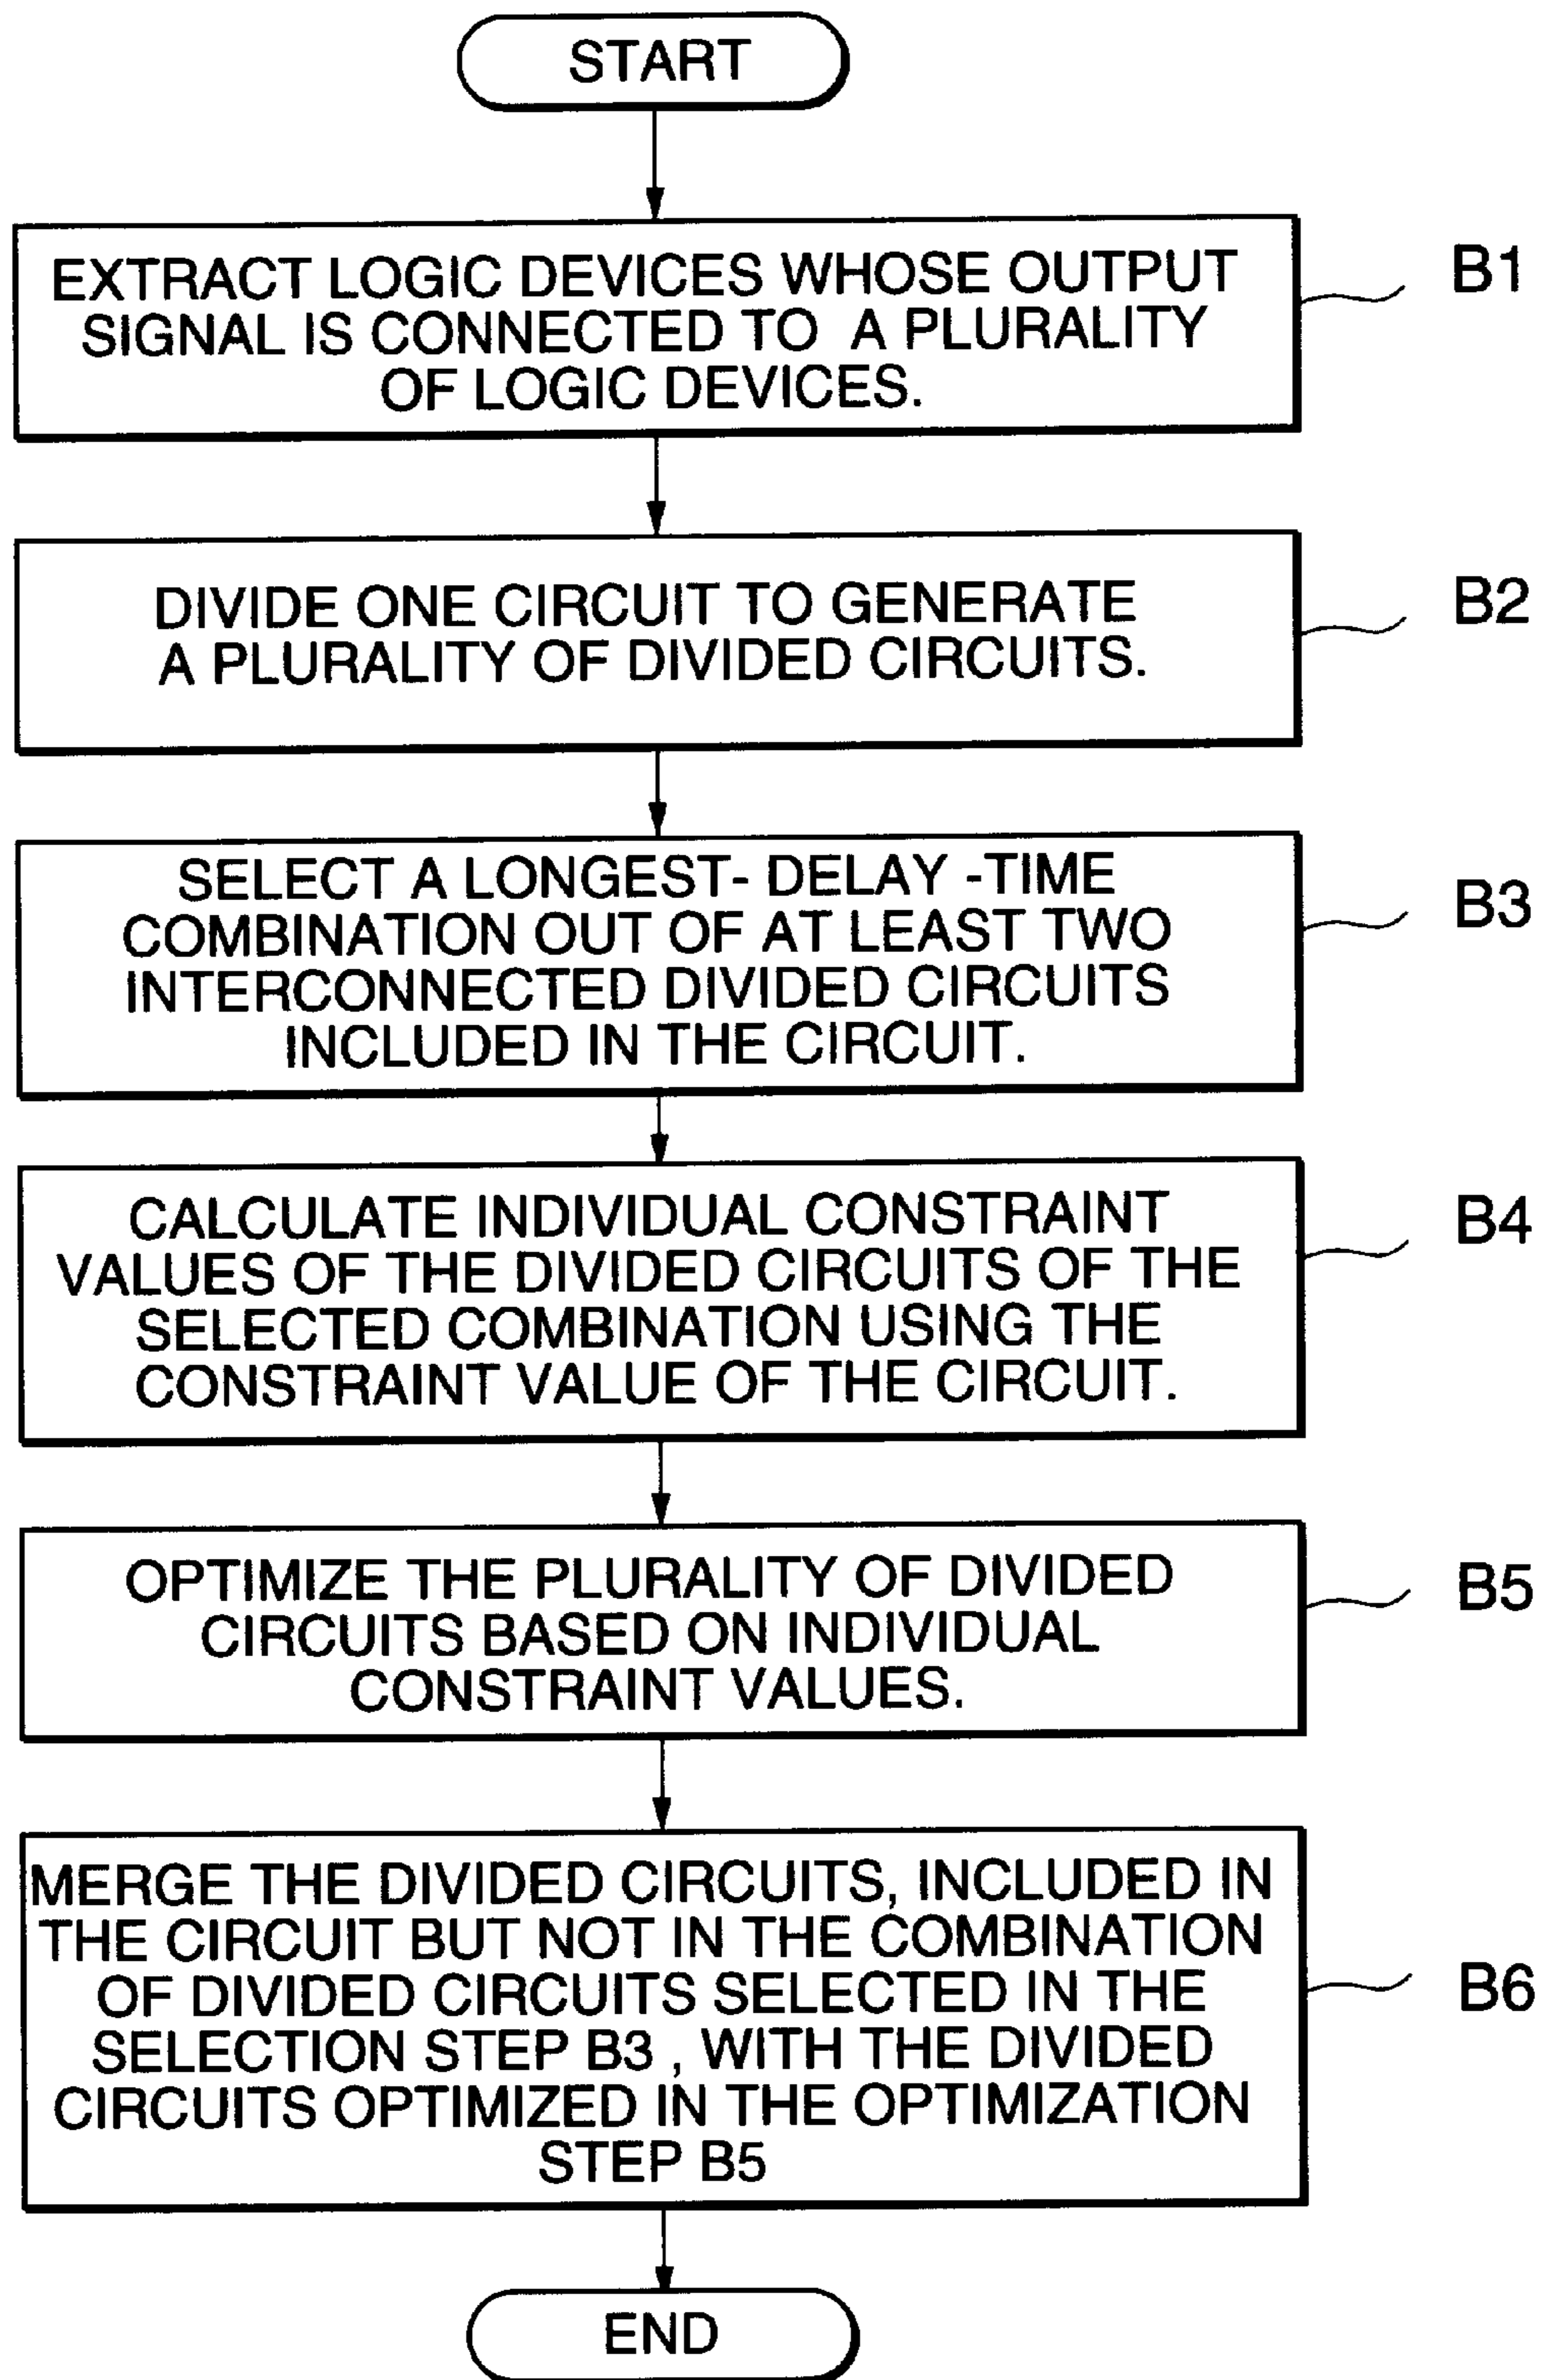 START
EXTRACT LOGIC DEVICES WHOSE OUTPUT
SIGNAL IS CONNECTED TO A PLURALITY
OF LOGIC DEVICES.
B1
DIVIDE ONE CIRCUIT TO GENERATE
A PLURALITY OF DIVIDED CIRCUITS.
B2
SELECT A LONGEST- DELAY -TIME
COMBINATION OUT OF AT LEAST TWO
INTERCONNECTED DIVIDED CIRCUITS
INCLUDED IN THE CIRCUIT.
B3
CALCULATE INDIVIDUAL CONSTRAINT
VALUES OF THE DIVIDED CIRCUITS OF THE
SELECTED COMBINATION USING THE
CONSTRAINT VALUE OF THE CIRCUIT.
B4
OPTIMIZE THE PLURALITY OF DIVIDED
CIRCUITS BASED ON INDIVIDUAL
CONSTRAINT VALUES.
B5
MERGE THE DIVIDED CIRCUITS, INCLUDED IN
THE CIRCUIT BUT NOT IN THE COMBINATION
OF DIVIDED CIRCUITS SELECTED IN THE
SELECTION STEP B3 , WITH THE DIVIDED
CIRCUITS OPTIMIZED IN THE OPTIMIZATION
STEP B5
B6
END